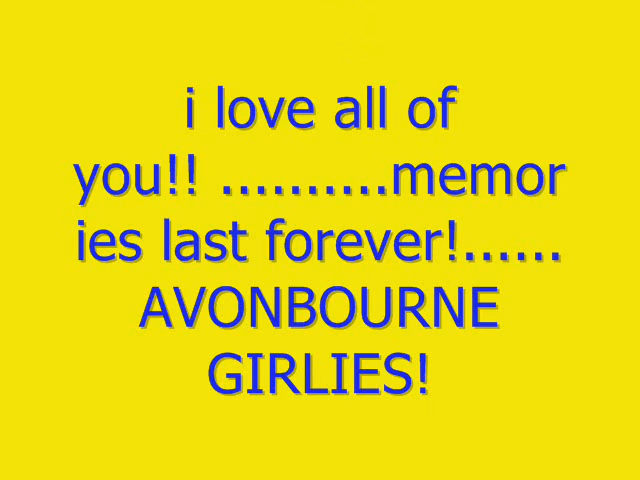 i love all of
you!! ..........memor
ies last forever!......
AVONBOURNE
GIRLIES!